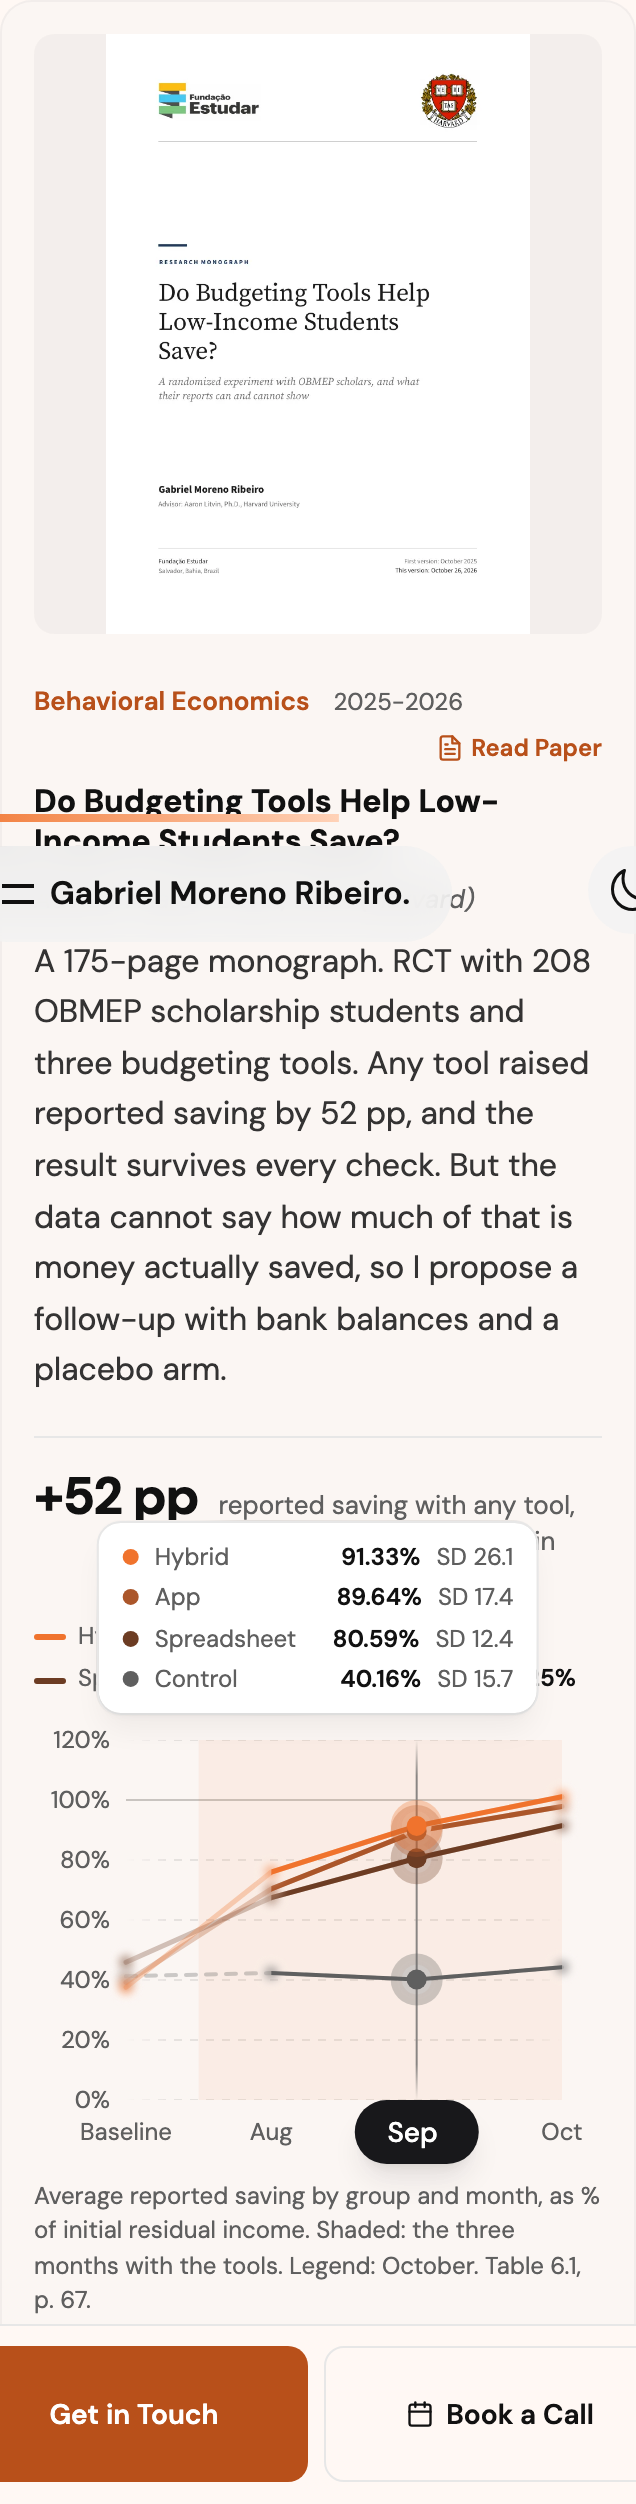 Fundação
Estudar
VE RI
TAS
HARVARD
RESEARCH MONOGRAPH
Do Budgeting Tools Help
Low-Income Students
Save?
A randomized experiment with OBMEP scholars, and what
their reports can and cannot show
Gabriel Moreno Ribeiro
Advisor: Aaron Litvin, Ph.D., Harvard University
Fundação Estudar
Salvador, Bahia, Brazil
First version: October 2025
This version: October 26, 2026
Behavioral Economics 2025-2026
Read Paper
Do Budgeting Tools Help Low-
Income Students Save?
Gabriel Moreno Ribeiro.
A 175-page monograph. RCT with 208
OBMEP scholarship students and
three budgeting tools. Any tool raised
reported saving by 52 pp, and the
result survives every check. But the
data cannot say how much of that is
money actually saved, so I propose a
follow-up with bank balances and a
placebo arm.
+52 pp reported saving with any tool,
in
Hybrid 91.33% SD 26.1
App 89.64% SD 17.4
Spreadsheet 80.59% SD 12.4
Control 40.16% SD 15.7
5%
120%
100%
80%
60%
40%
20%
0%
Baseline Aug Sep Oct
Average reported saving by group and month, as %
of initial residual income. Shaded: the three
months with the tools. Legend: October. Table 6.1,
p. 67.
Get in Touch
Book a Call